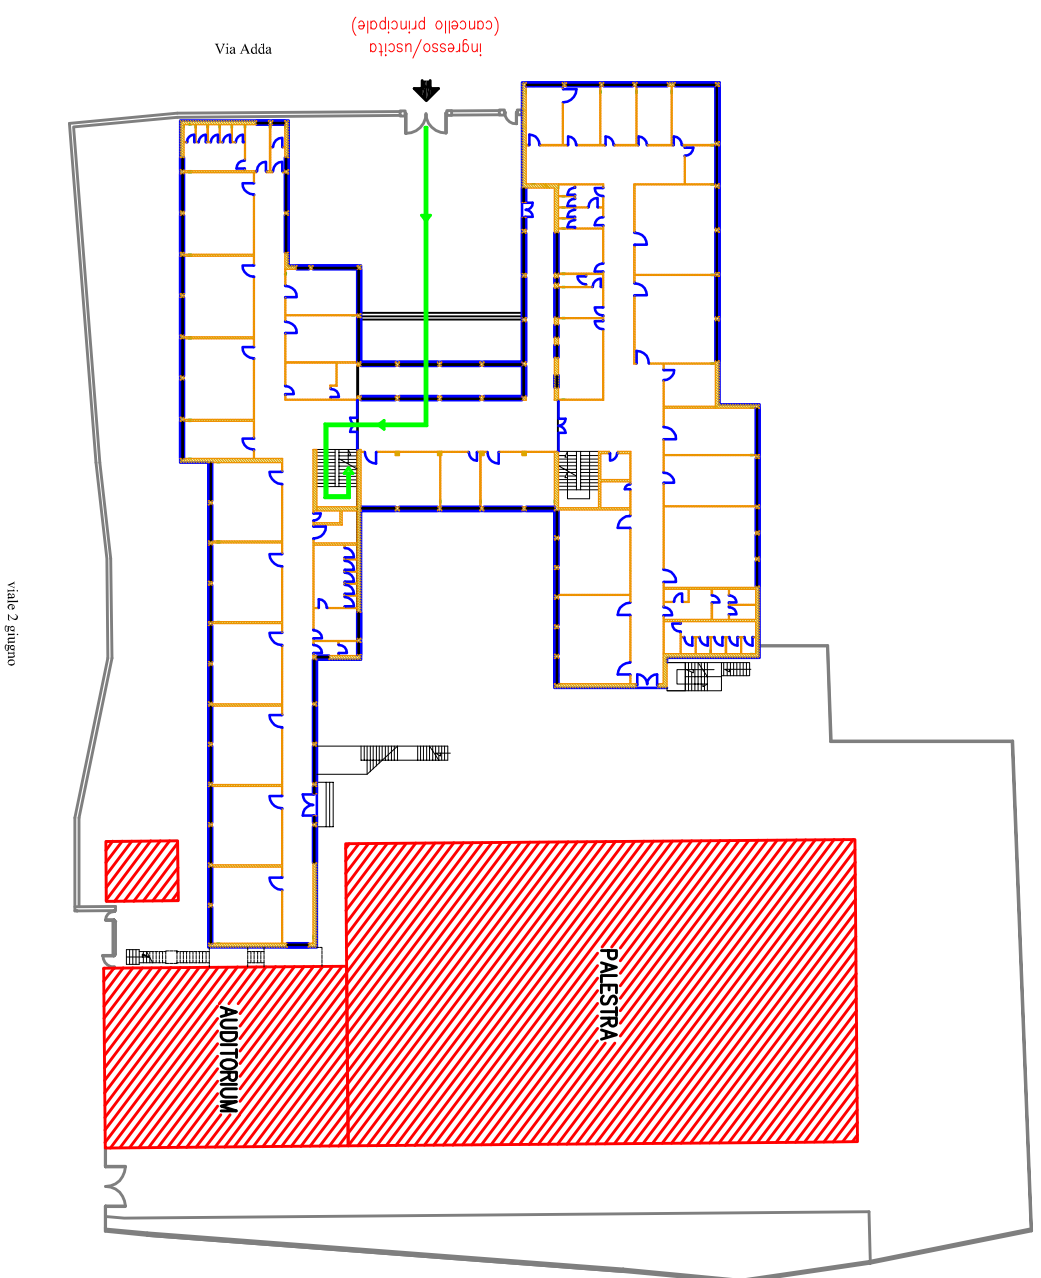 Via Adda
ingresso/uscita
(cancello principale)
viale 2 giugno
PALESTRA
AUDITORIUM